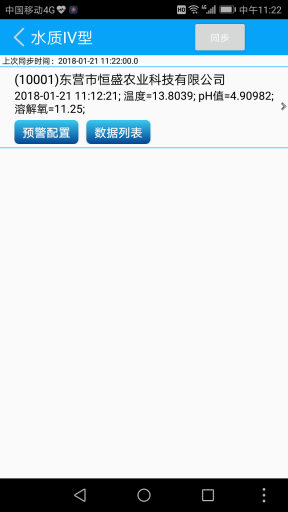 中国移动4G
中午11:22
水质IV型
同步
上次同步时间：2018-01-21 11:22:00.0
(10001)东营市恒盛农业科技有限公司
2018-01-21 11:12:21; 温度=13.8039; pH值=4.90982;
溶解氧=11.25;
预警配置
数据列表